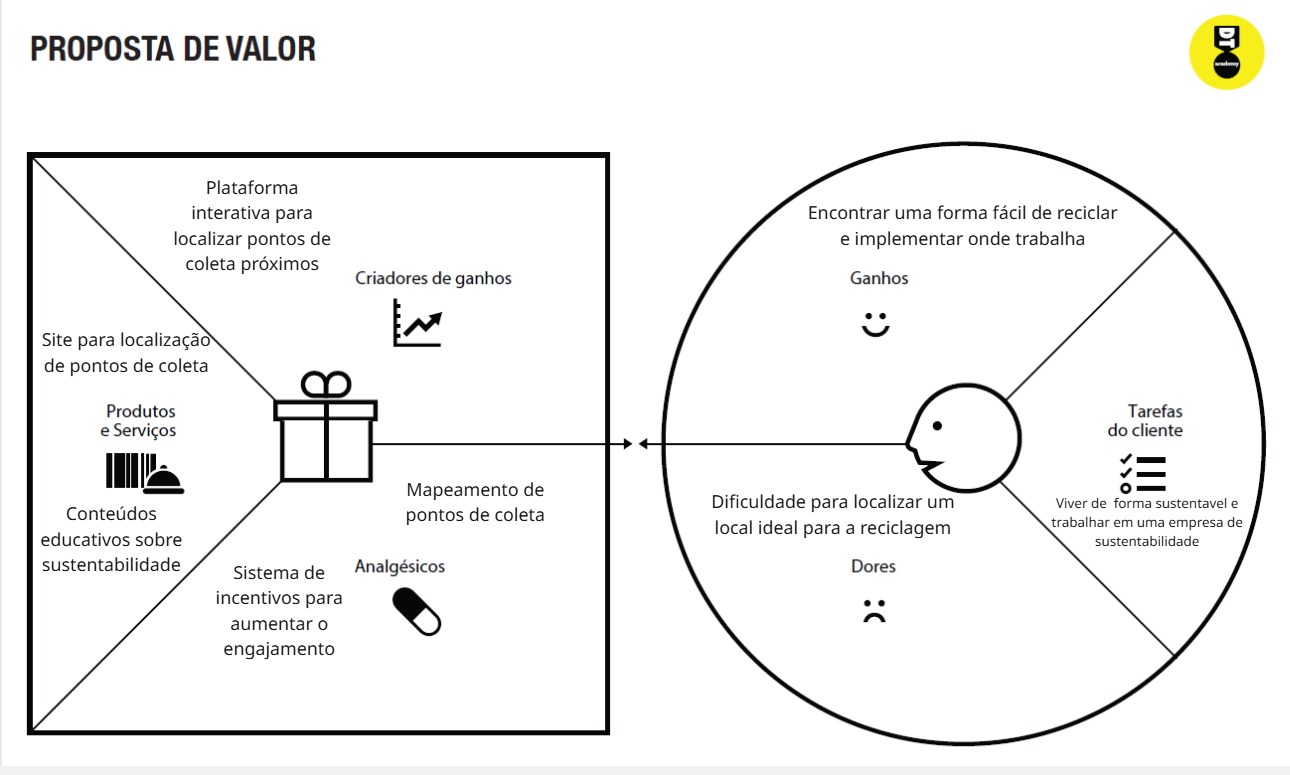 PROPOSTA DE VALOR
DT
academy
Plataforma
interativa para
localizar pontos de
coleta próximos
Criadores de ganhos
Site para localização
de pontos de coleta
Produtos
e Serviços
Conteúdos
educativos sobre
sustentabilidade
Mapeamento de
pontos de coleta
Analgésicos
Sistema de
incentivos para
aumentar o
engajamento
Encontrar uma forma fácil de reciclar
e implementar onde trabalha
Ganhos
Tarefas
do cliente
Viver de forma sustentavel e
trabalhar em uma empresa de
sustentabilidade
Dificuldade para localizar um
local ideal para a reciclagem
Dores